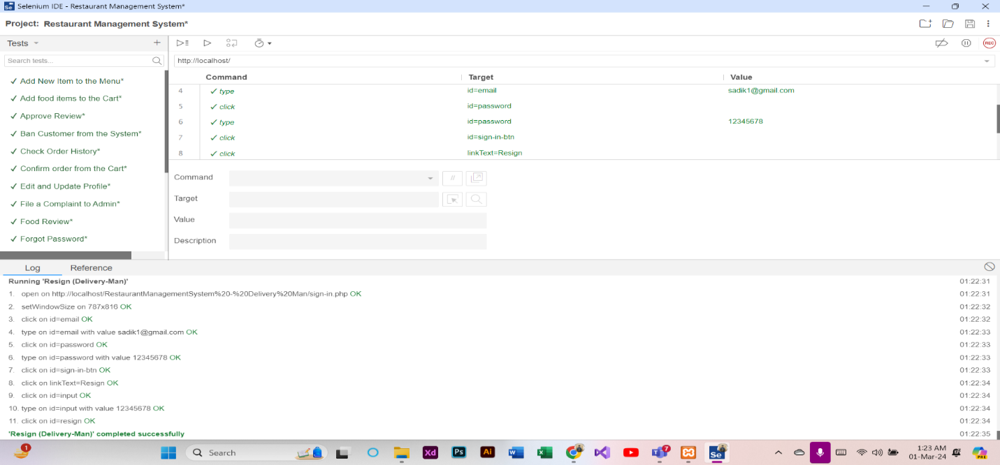 Se Selenium IDE - Restaurant Management System*
Project: Restaurant Management System*
Tests
Search tests...
✓ Add New Item to the Menu*
✓ Add food items to the Cart*
✓ Approve Review*
✓ Ban Customer from the System*
✓ Check Order History*
✓ Confirm order from the Cart*
✓ Edit and Update Profile*
✓ File a Complaint to Admin*
✓ Food Review*
✓ Forgot Password*
REC
http://localhost/
Command Target Value
4 ✓ type id=email sadik1@gmail.com
5 ✓ click id=password
6 ✓ type id=password 12345678
7 ✓ click id=sign-in-btn
8 ✓ click linkText=Resign
Command //
Target
Value
Description
Log Reference
Running 'Resign (Delivery-Man)' 01:22:31
1. open on http://localhost/RestaurantManagementSystem%20-%20Delivery%20Man/sign-in.php OK 01:22:31
2. setWindowSize on 787x816 OK 01:22:32
3. click on id=email OK 01:22:32
4. type on id=email with value sadik1@gmail.com OK 01:22:33
5. click on id=password OK 01:22:33
6. type on id=password with value 12345678 OK 01:22:33
7. click on id=sign-in-btn OK 01:22:33
8. click on linkText=Resign OK 01:22:34
9. click on id=input OK 01:22:34
10. type on id=input with value 12345678 OK 01:22:34
11. click on id=resign OK 01:22:34
'Resign (Delivery-Man)' completed successfully 01:22:35
1 Search Xd Ps Ai W X 7 Se 1:23 AM PRE
01-Mar-24